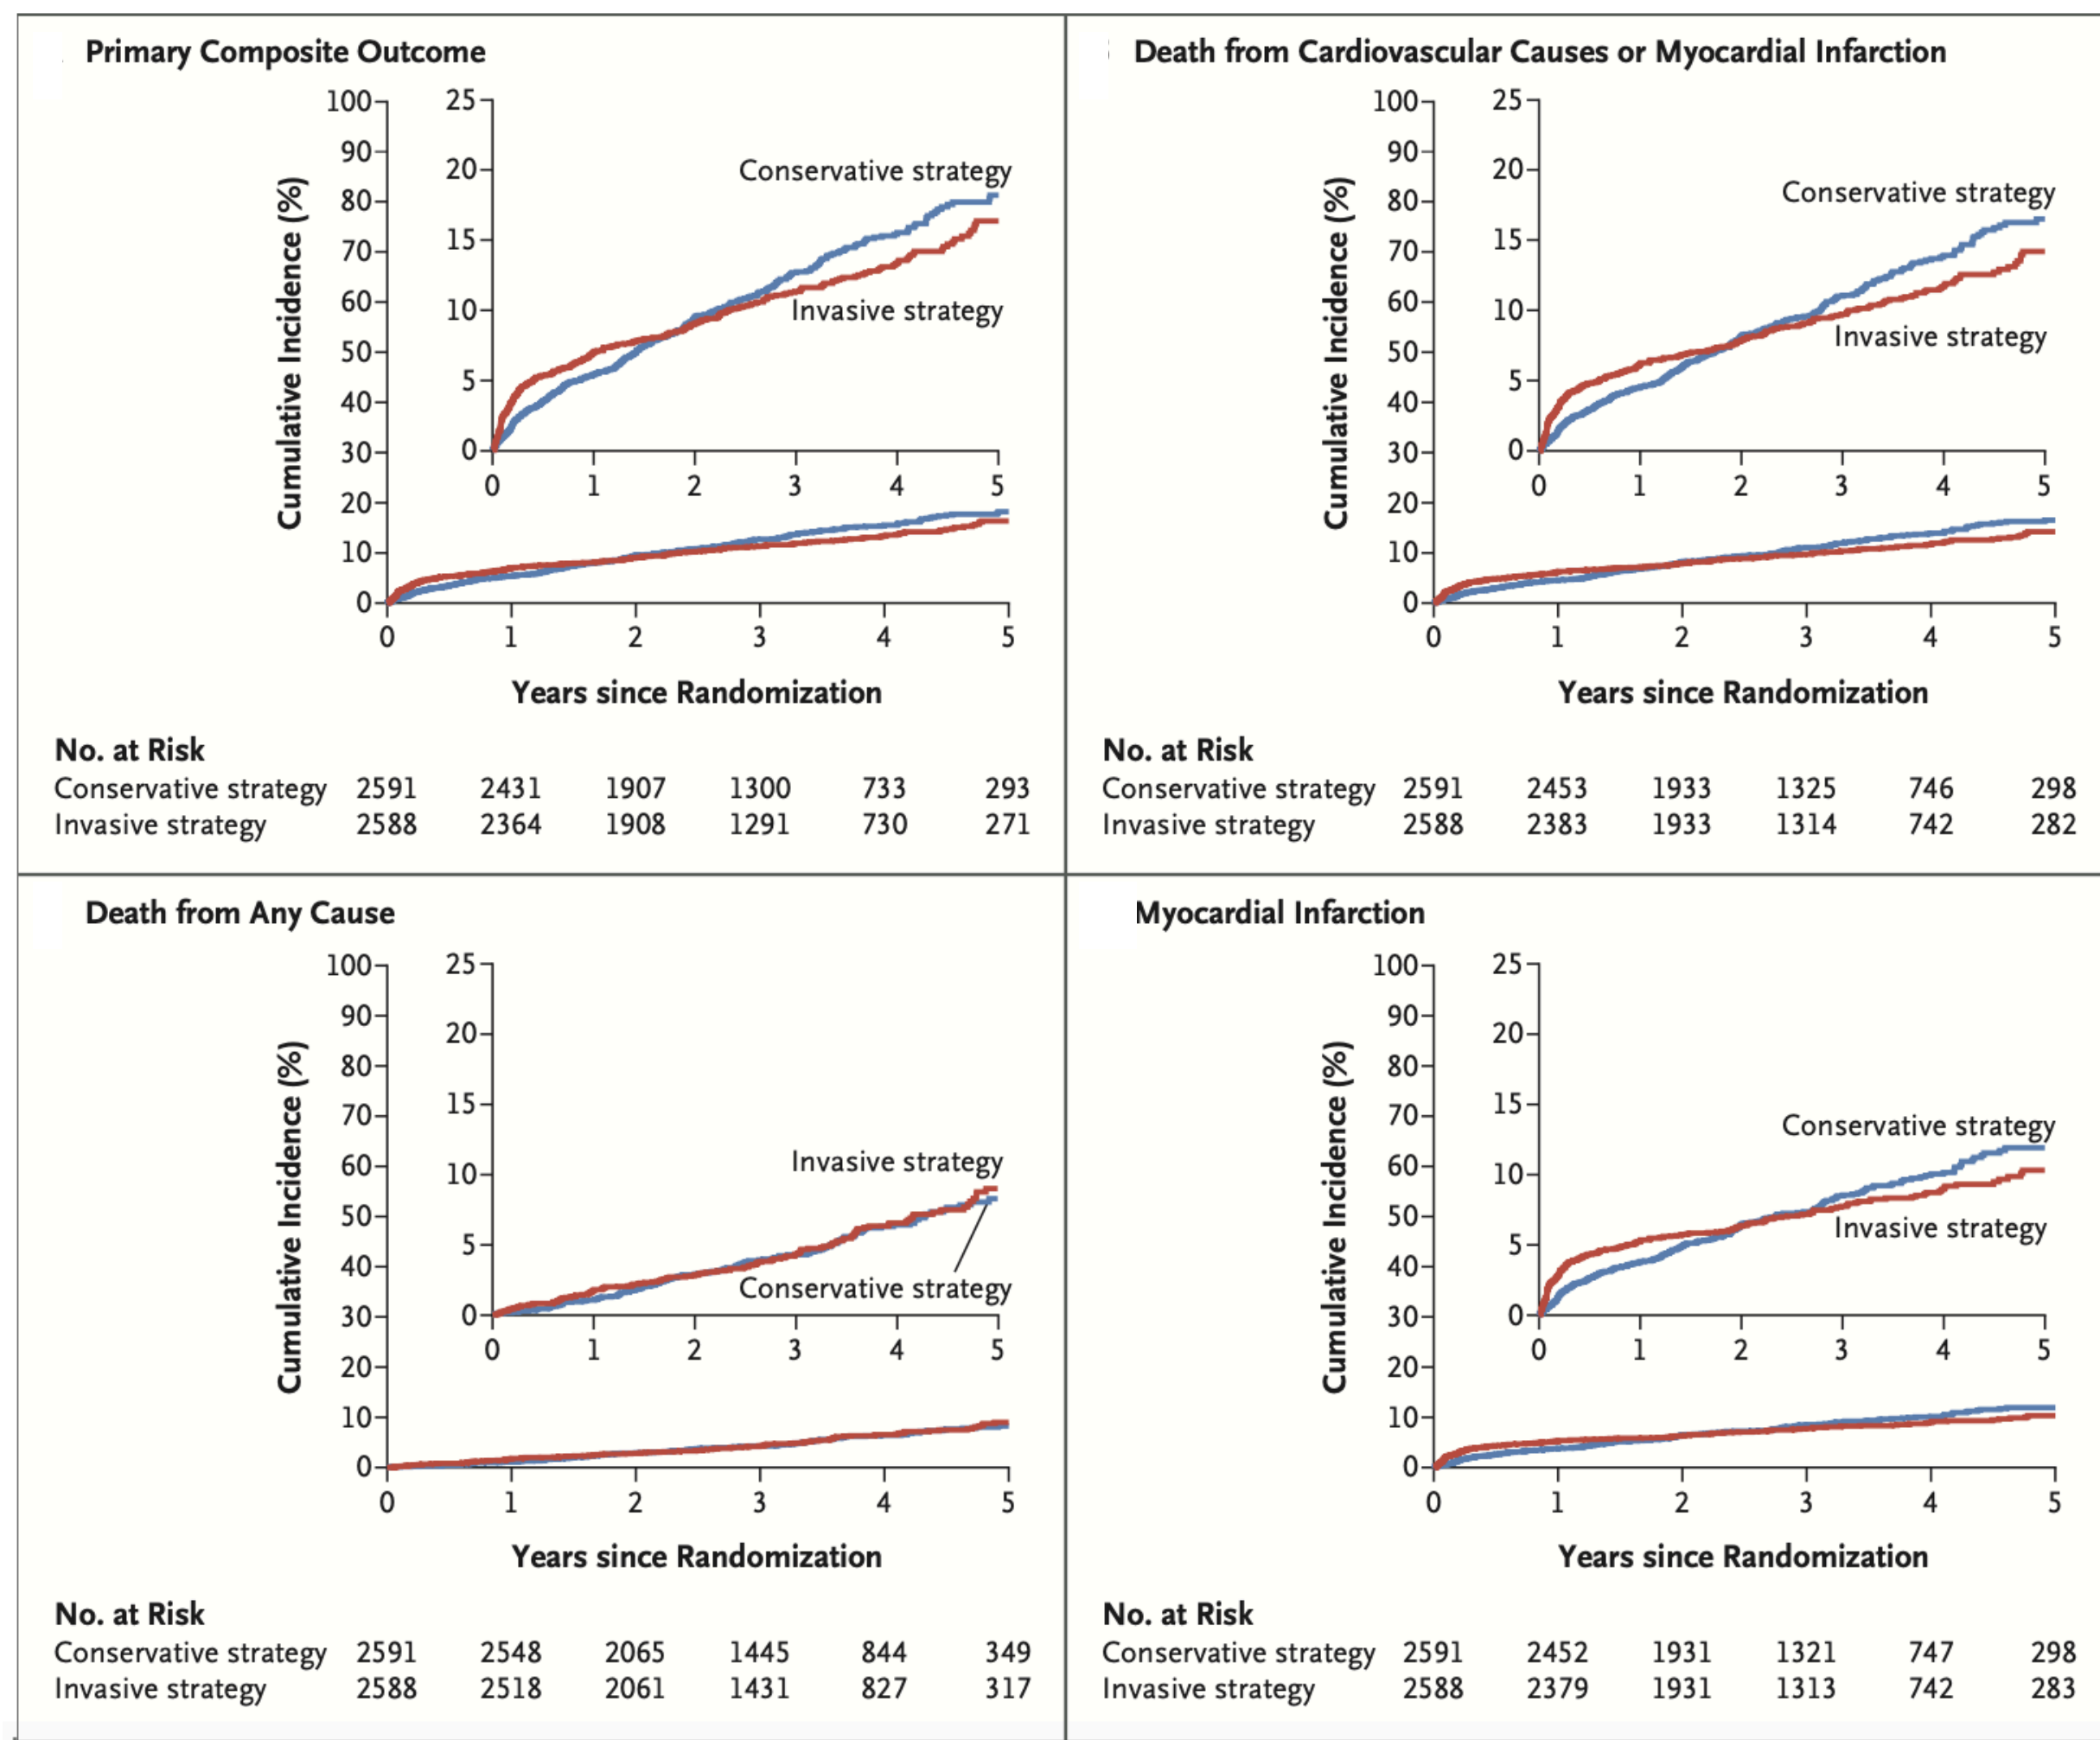 Primary Composite Outcome
Cumulative Incidence (%)
100
90
80
70
60
50
40
30
20
10
0
25
20
15
10
5
0
Conservative strategy
Invasive strategy
0 1 2 3 4 5
0 1 2 3 4 5
Years since Randomization
No. at Risk
Conservative strategy 2591 2431 1907 1300 733 293
Invasive strategy 2588 2364 1908 1291 730 271
Death from Cardiovascular Causes or Myocardial Infarction
Cumulative Incidence (%)
100
90
80
70
60
50
40
30
20
10
0
25
20
15
10
5
0
Conservative strategy
Invasive strategy
0 1 2 3 4 5
0 1 2 3 4 5
Years since Randomization
No. at Risk
Conservative strategy 2591 2453 1933 1325 746 298
Invasive strategy 2588 2383 1933 1314 742 282
Death from Any Cause
Cumulative Incidence (%)
100
90
80
70
60
50
40
30
20
10
0
25
20
15
10
5
0
Invasive strategy
Conservative strategy
0 1 2 3 4 5
0 1 2 3 4 5
Years since Randomization
No. at Risk
Conservative strategy 2591 2548 2065 1445 844 349
Invasive strategy 2588 2518 2061 1431 827 317
Myocardial Infarction
Cumulative Incidence (%)
100
90
80
70
60
50
40
30
20
10
0
25
20
15
10
5
0
Conservative strategy
Invasive strategy
0 1 2 3 4 5
0 1 2 3 4 5
Years since Randomization
No. at Risk
Conservative strategy 2591 2452 1931 1321 747 298
Invasive strategy 2588 2379 1931 1313 742 283